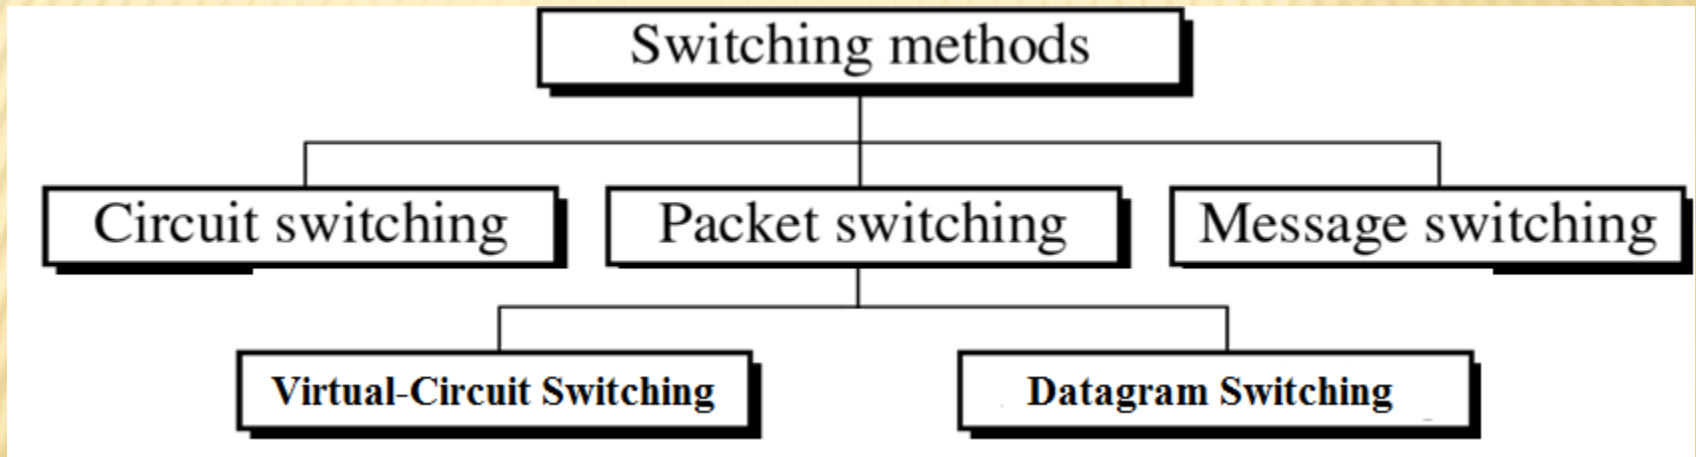 Switching methods
Circuit switching
Packet switching
Message switching
Virtual-Circuit Switching
Datagram Switching